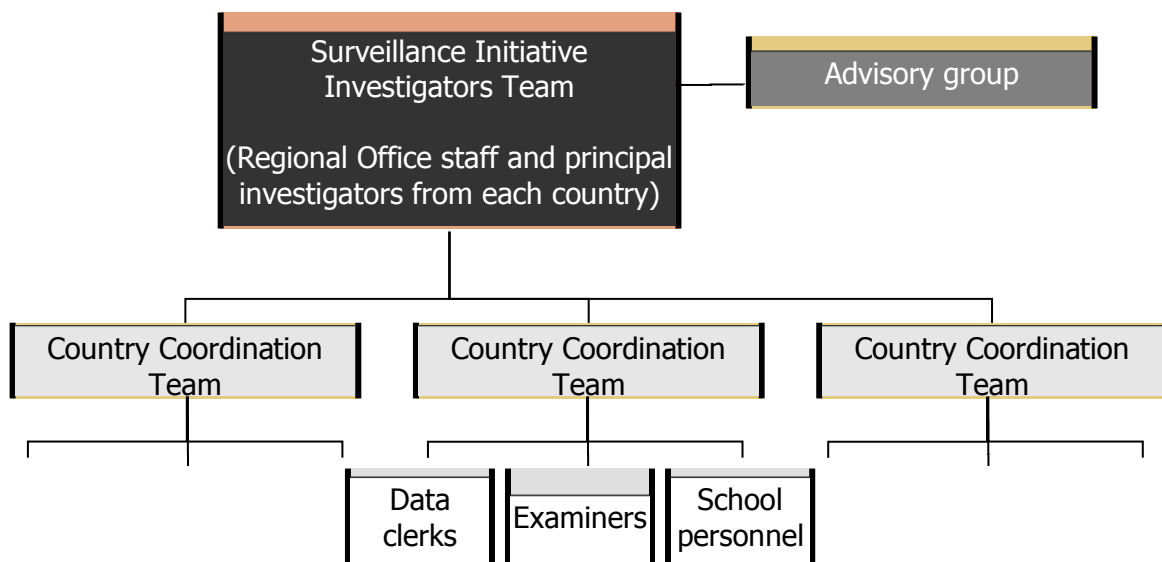 Surveillance Initiative
Investigators Team
(Regional Office staff and principal
investigators from each country)
Advisory group
Country Coordination
Team
Country Coordination
Team
Country Coordination
Team
Data
clerks
Examiners
School
personnel